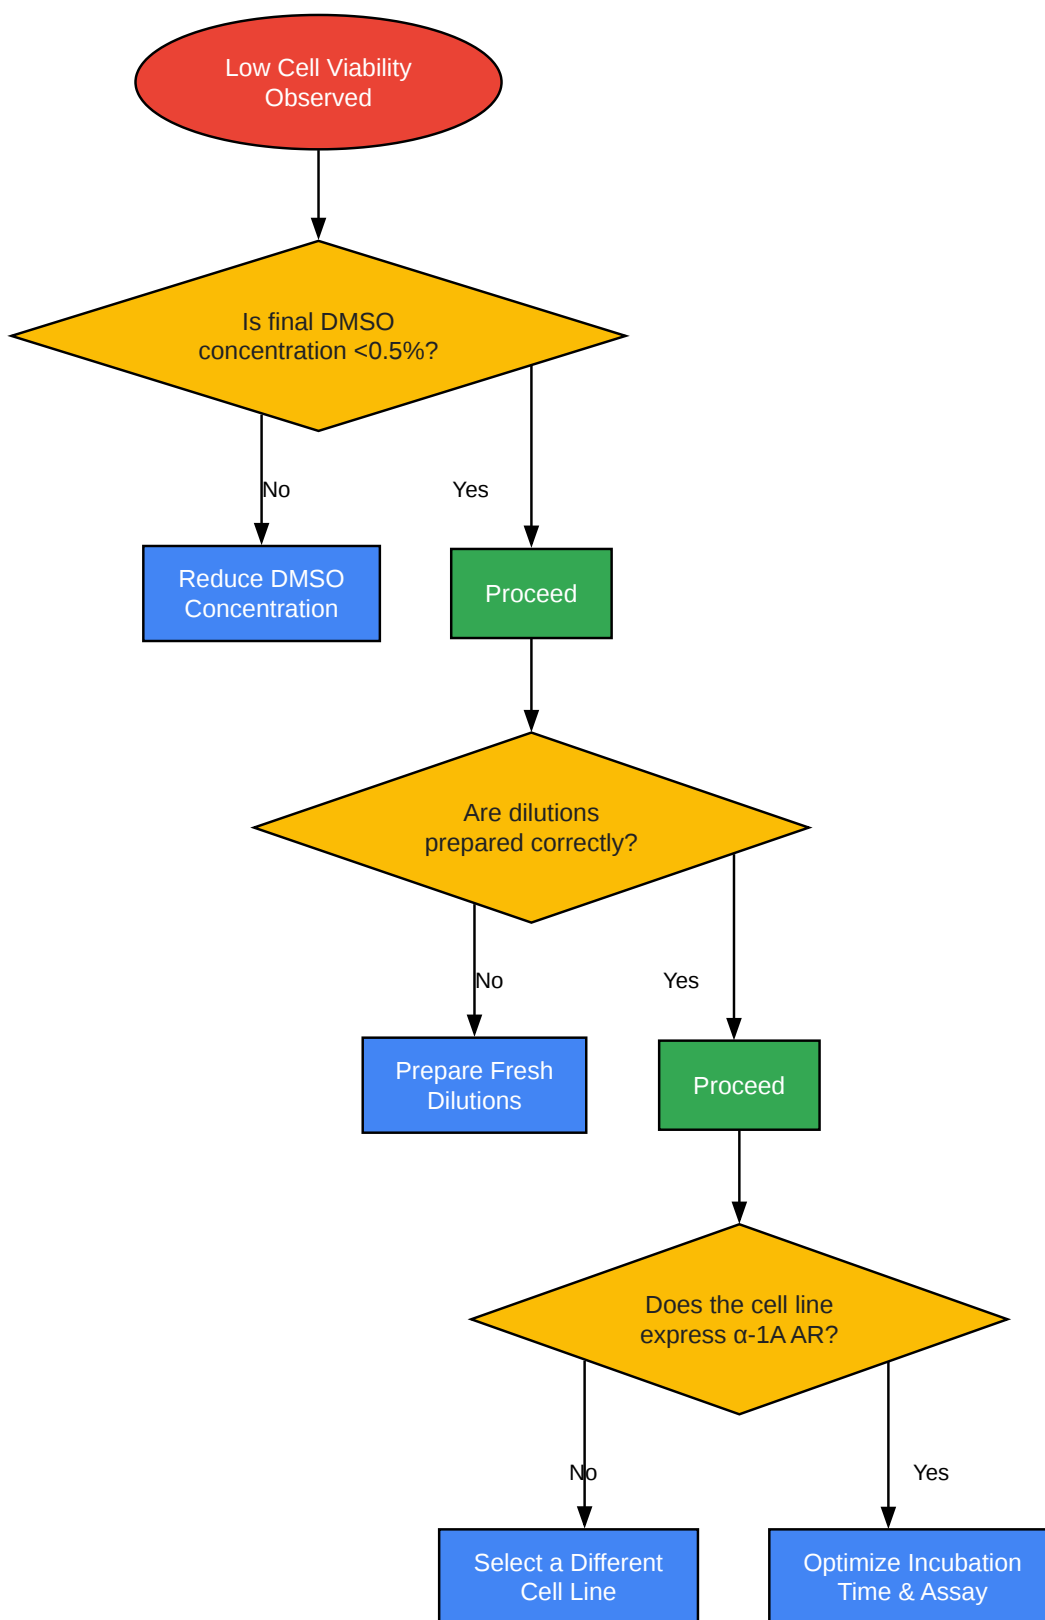 Low Cell Viability
Observed
Is final DMSO
concentration <0.5%?
No
Yes
Reduce DMSO
Concentration
Proceed
Are dilutions
prepared correctly?
No
Yes
Prepare Fresh
Dilutions
Proceed
Does the cell line
express α-1A AR?
No
Yes
Select a Different
Cell Line
Optimize Incubation
Time & Assay